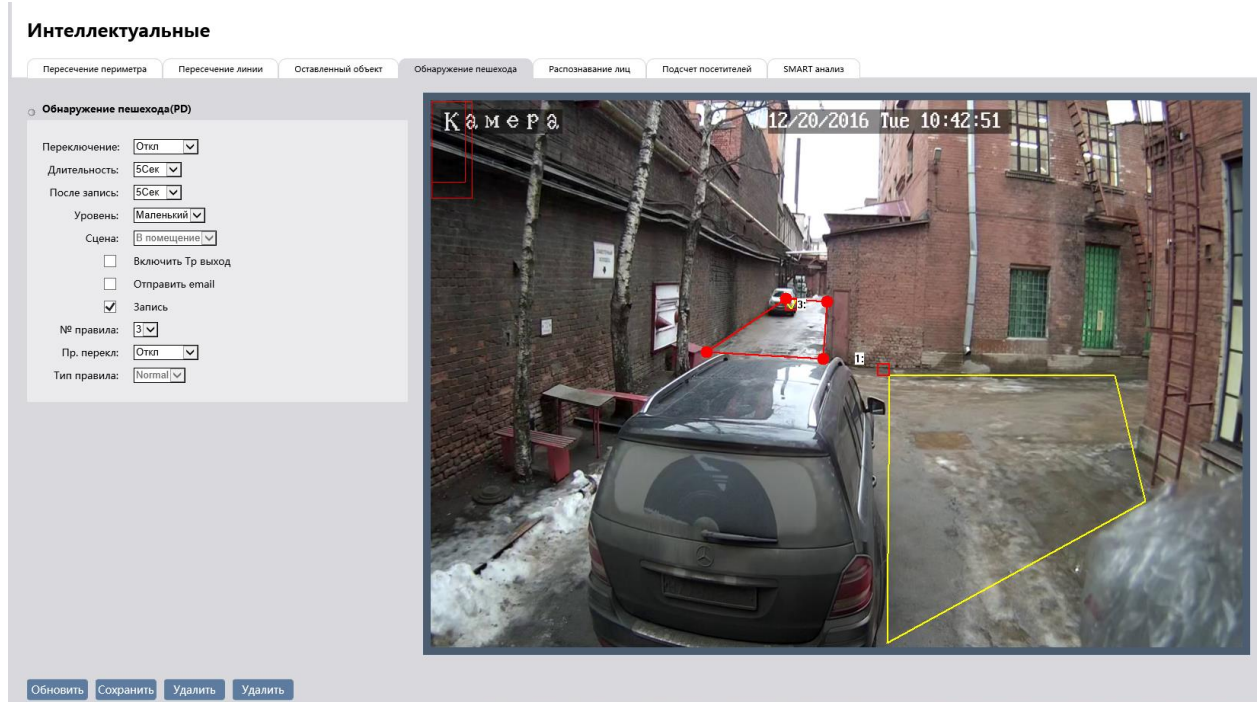 Интеллектуальные
Пересечение периметра Пересечение линии Оставленный объект Обнаружение пешехода Распознавание лиц Подсчет посетителей SMART анализ
Обнаружение пешехода(PD)
Переключение: Откл
Длительность: 5Сек
После запись: 5Сек
Уровень: Маленький
Сцена: В помещение
Включить Тр выход
Отправить email
Запись
№ правила: 3
Пр. перекл: Откл
Тип правила: Normal
Камера 12/20/2016 Tue 10:42:51
3:
1:
Обновить Сохранить Удалить Удалить